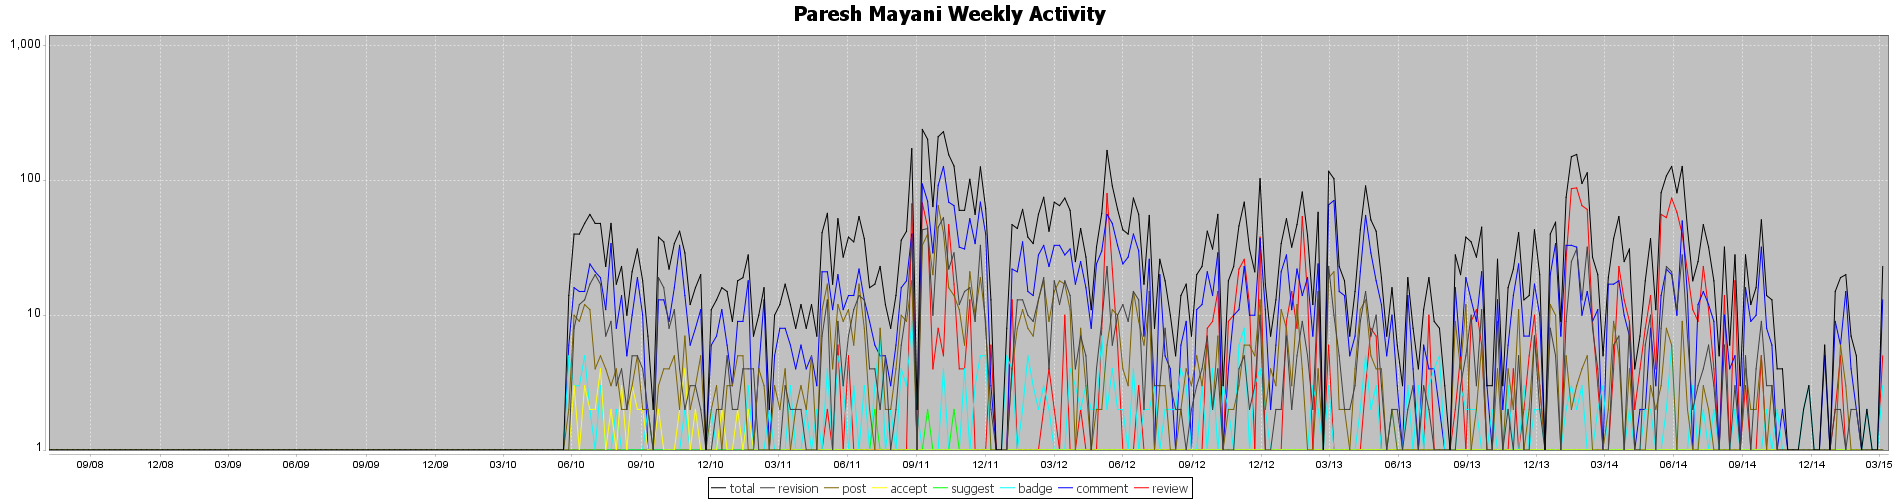 Paresh Mayani Weekly Activity
1,000
100
10
1
09/08 12/08 03/09 06/09 09/09 12/09 03/10 06/10 09/10 12/10 03/11 06/11 09/11 12/11 03/12 06/12 09/12 12/12 03/13 06/13 09/13 12/13 03/14 06/14 09/14 12/14 03/15
total revision post accept suggest badge comment review